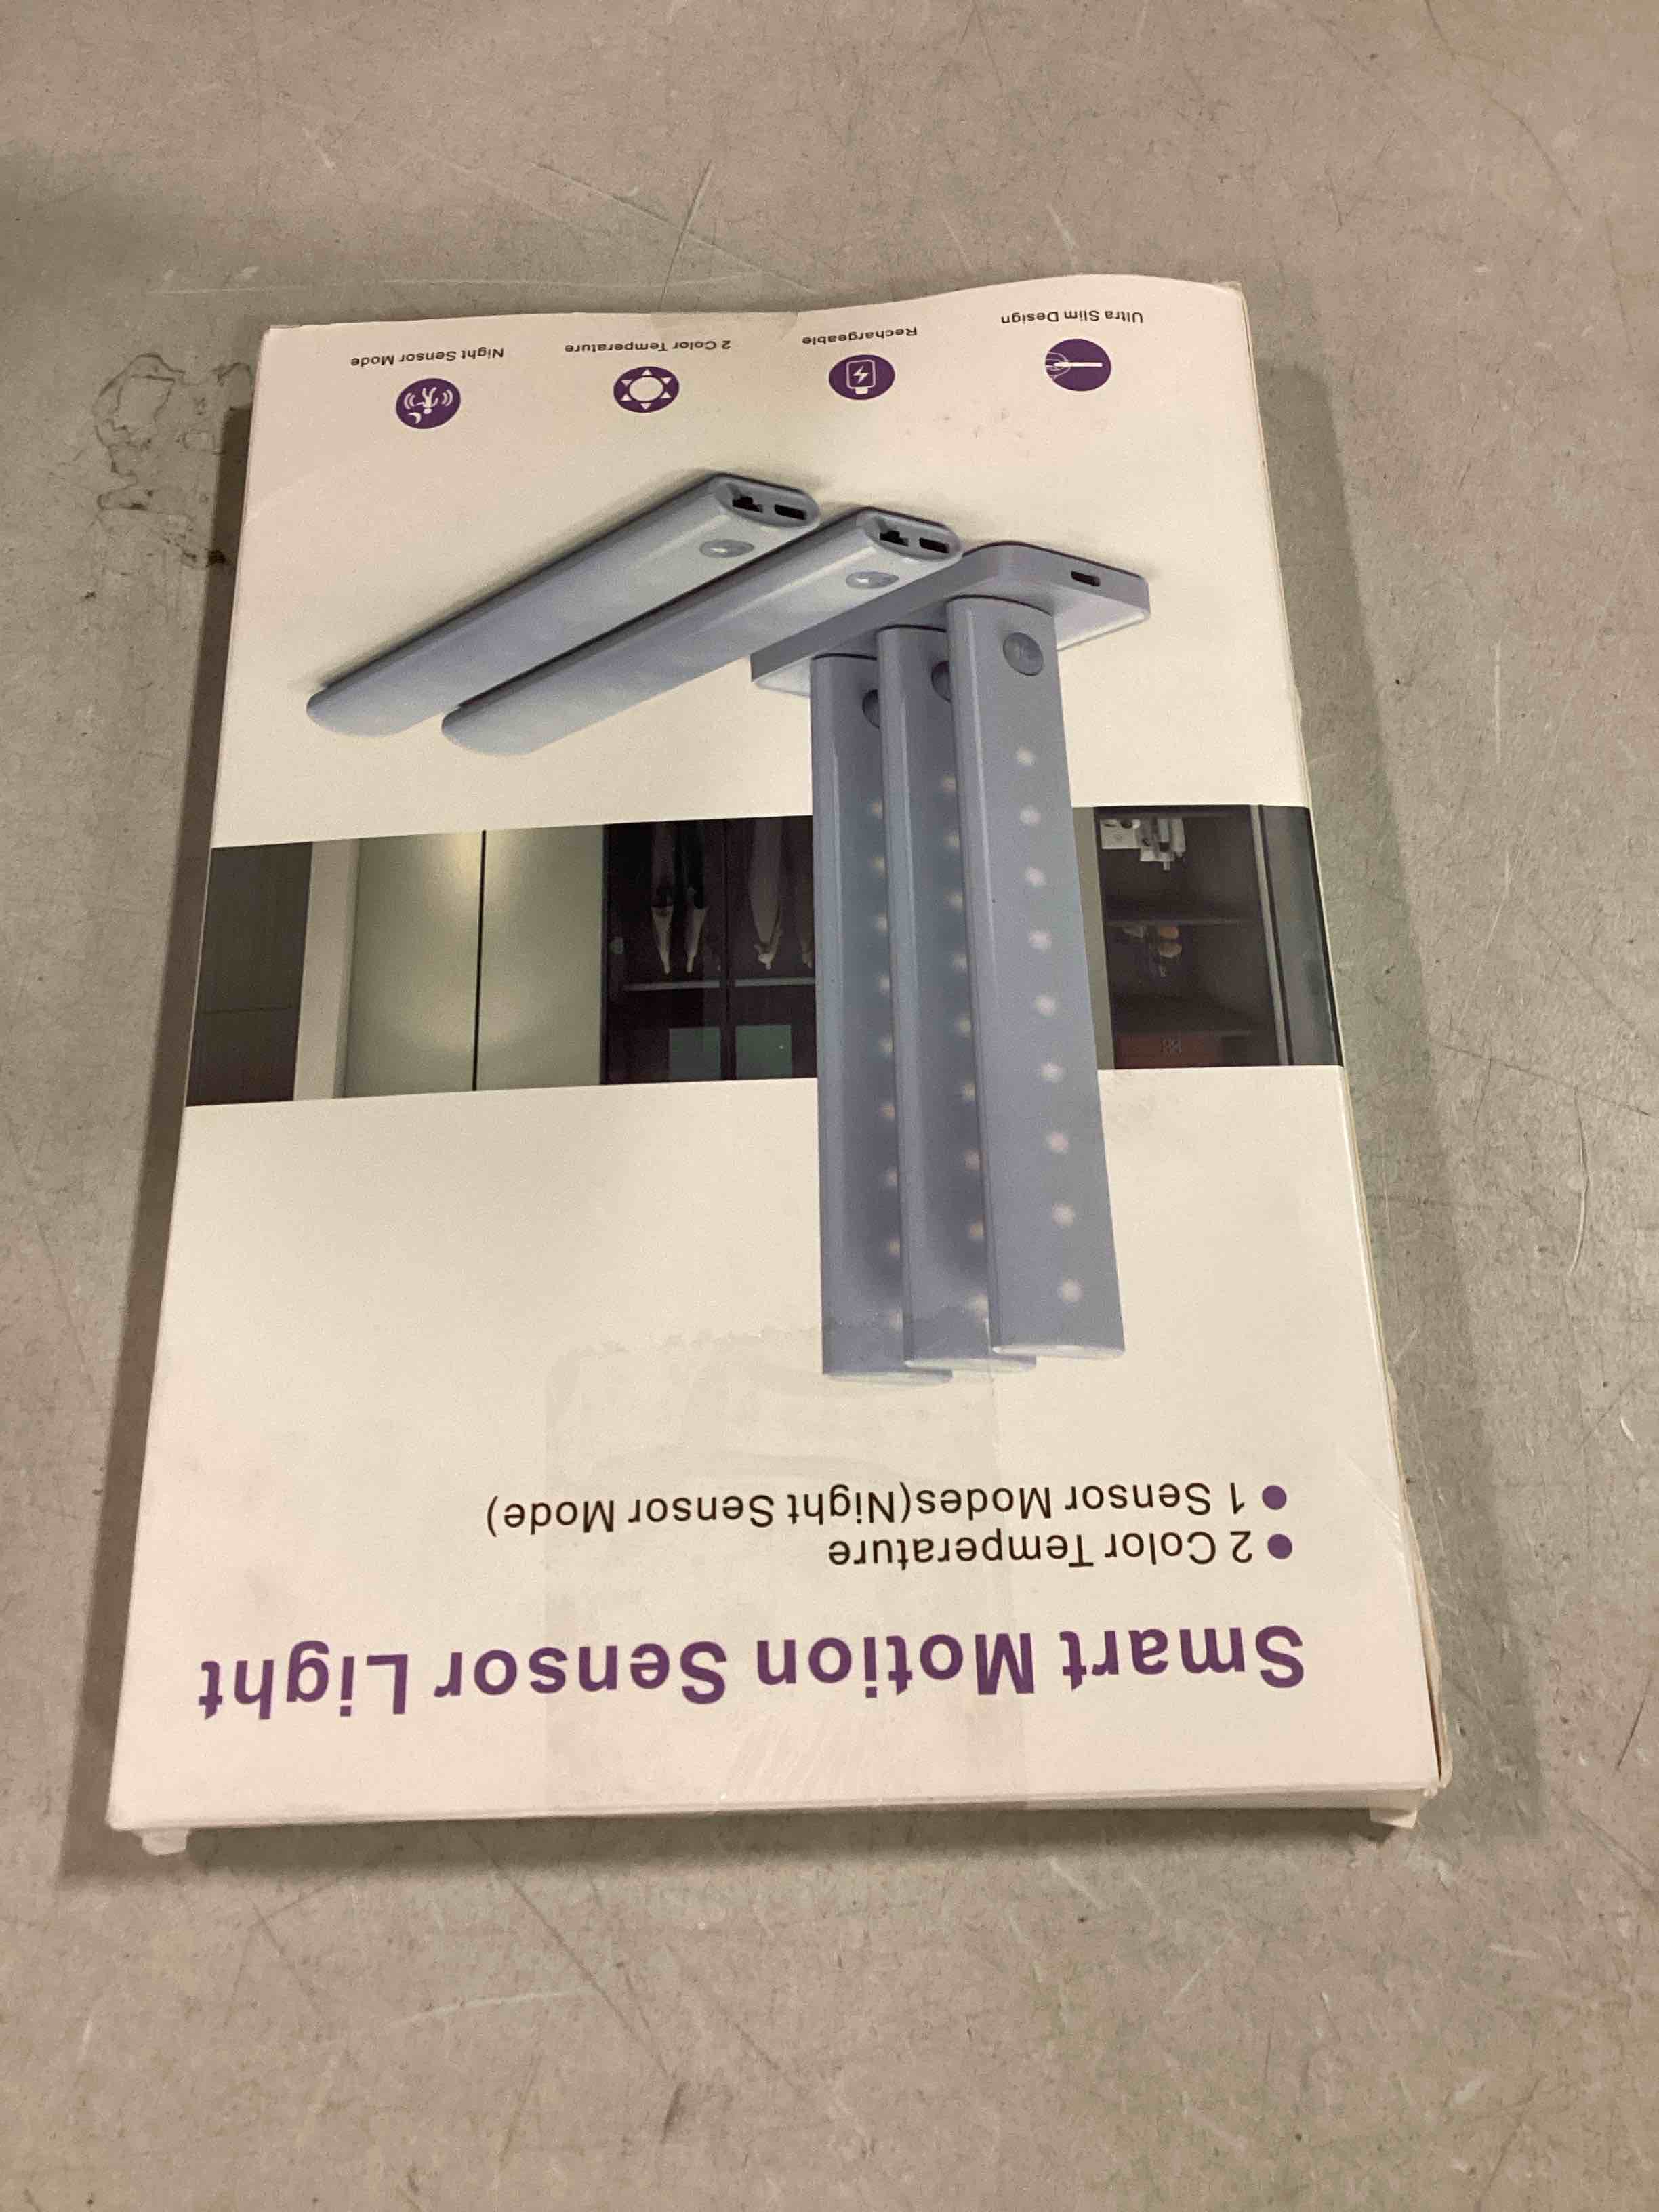 Smart Motion Sensor Light
● 2 Color Temperature
● 1 Sensor Modes(Night Sensor Mode)
Ultra Slim Design
Rechargeable
2 Color Temperature
Night Sensor Mode